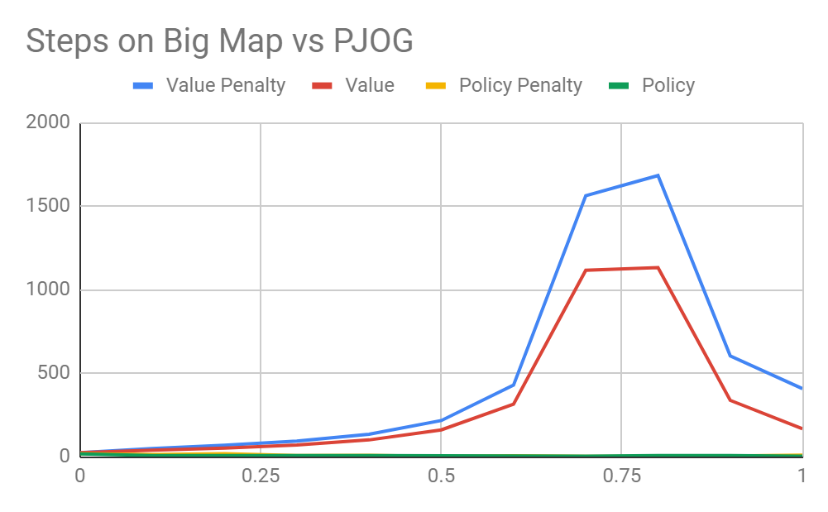 Steps on Big Map vs PJOG
Value Penalty Value Policy Penalty Policy
2000
1500
1000
500
0
0 0.25 0.5 0.75 1